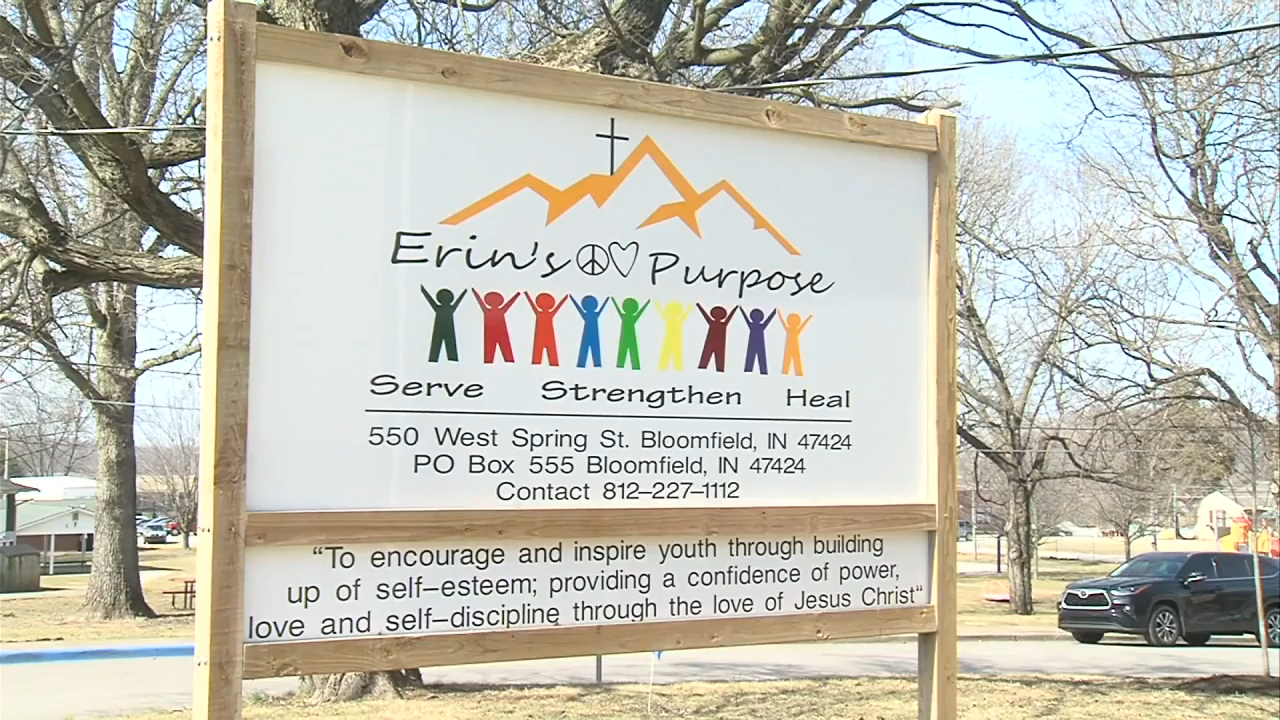 Erin's Purpose
Serve Strengthen Heal
550 West Spring St. Bloomfield, IN 47424
PO Box 555 Bloomfield, IN 47424
Contact 812–227–1112
“To encourage and inspire youth through building
up of self–esteem; providing a confidence of power,
love and self–discipline through the love of Jesus Christ"